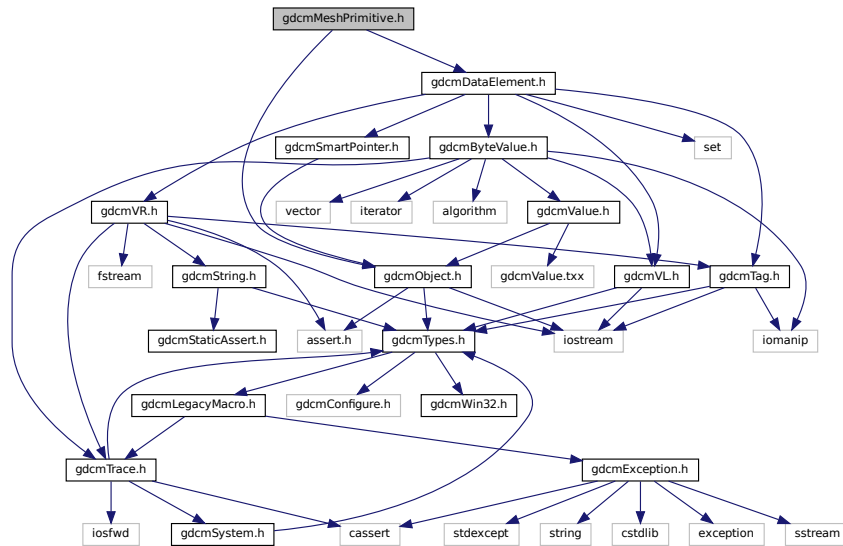 gdcmMeshPrimitive.h
gdcmDataElement.h
gdcmSmartPointer.h
gdcmByteValue.h
set
gdcmVR.h
vector
iterator
algorithm
gdcmValue.h
fstream
gdcmString.h
gdcmObject.h
gdcmValue.txx
gdcmVL.h
gdcmTag.h
gdcmStaticAssert.h
assert.h
gdcmTypes.h
iostream
iomanip
gdcmLegacyMacro.h
gdcmConfigure.h
gdcmWin32.h
gdcmTrace.h
gdcmException.h
iosfwd
gdcmSystem.h
cassert
stdexcept
string
cstdlib
exception
sstream